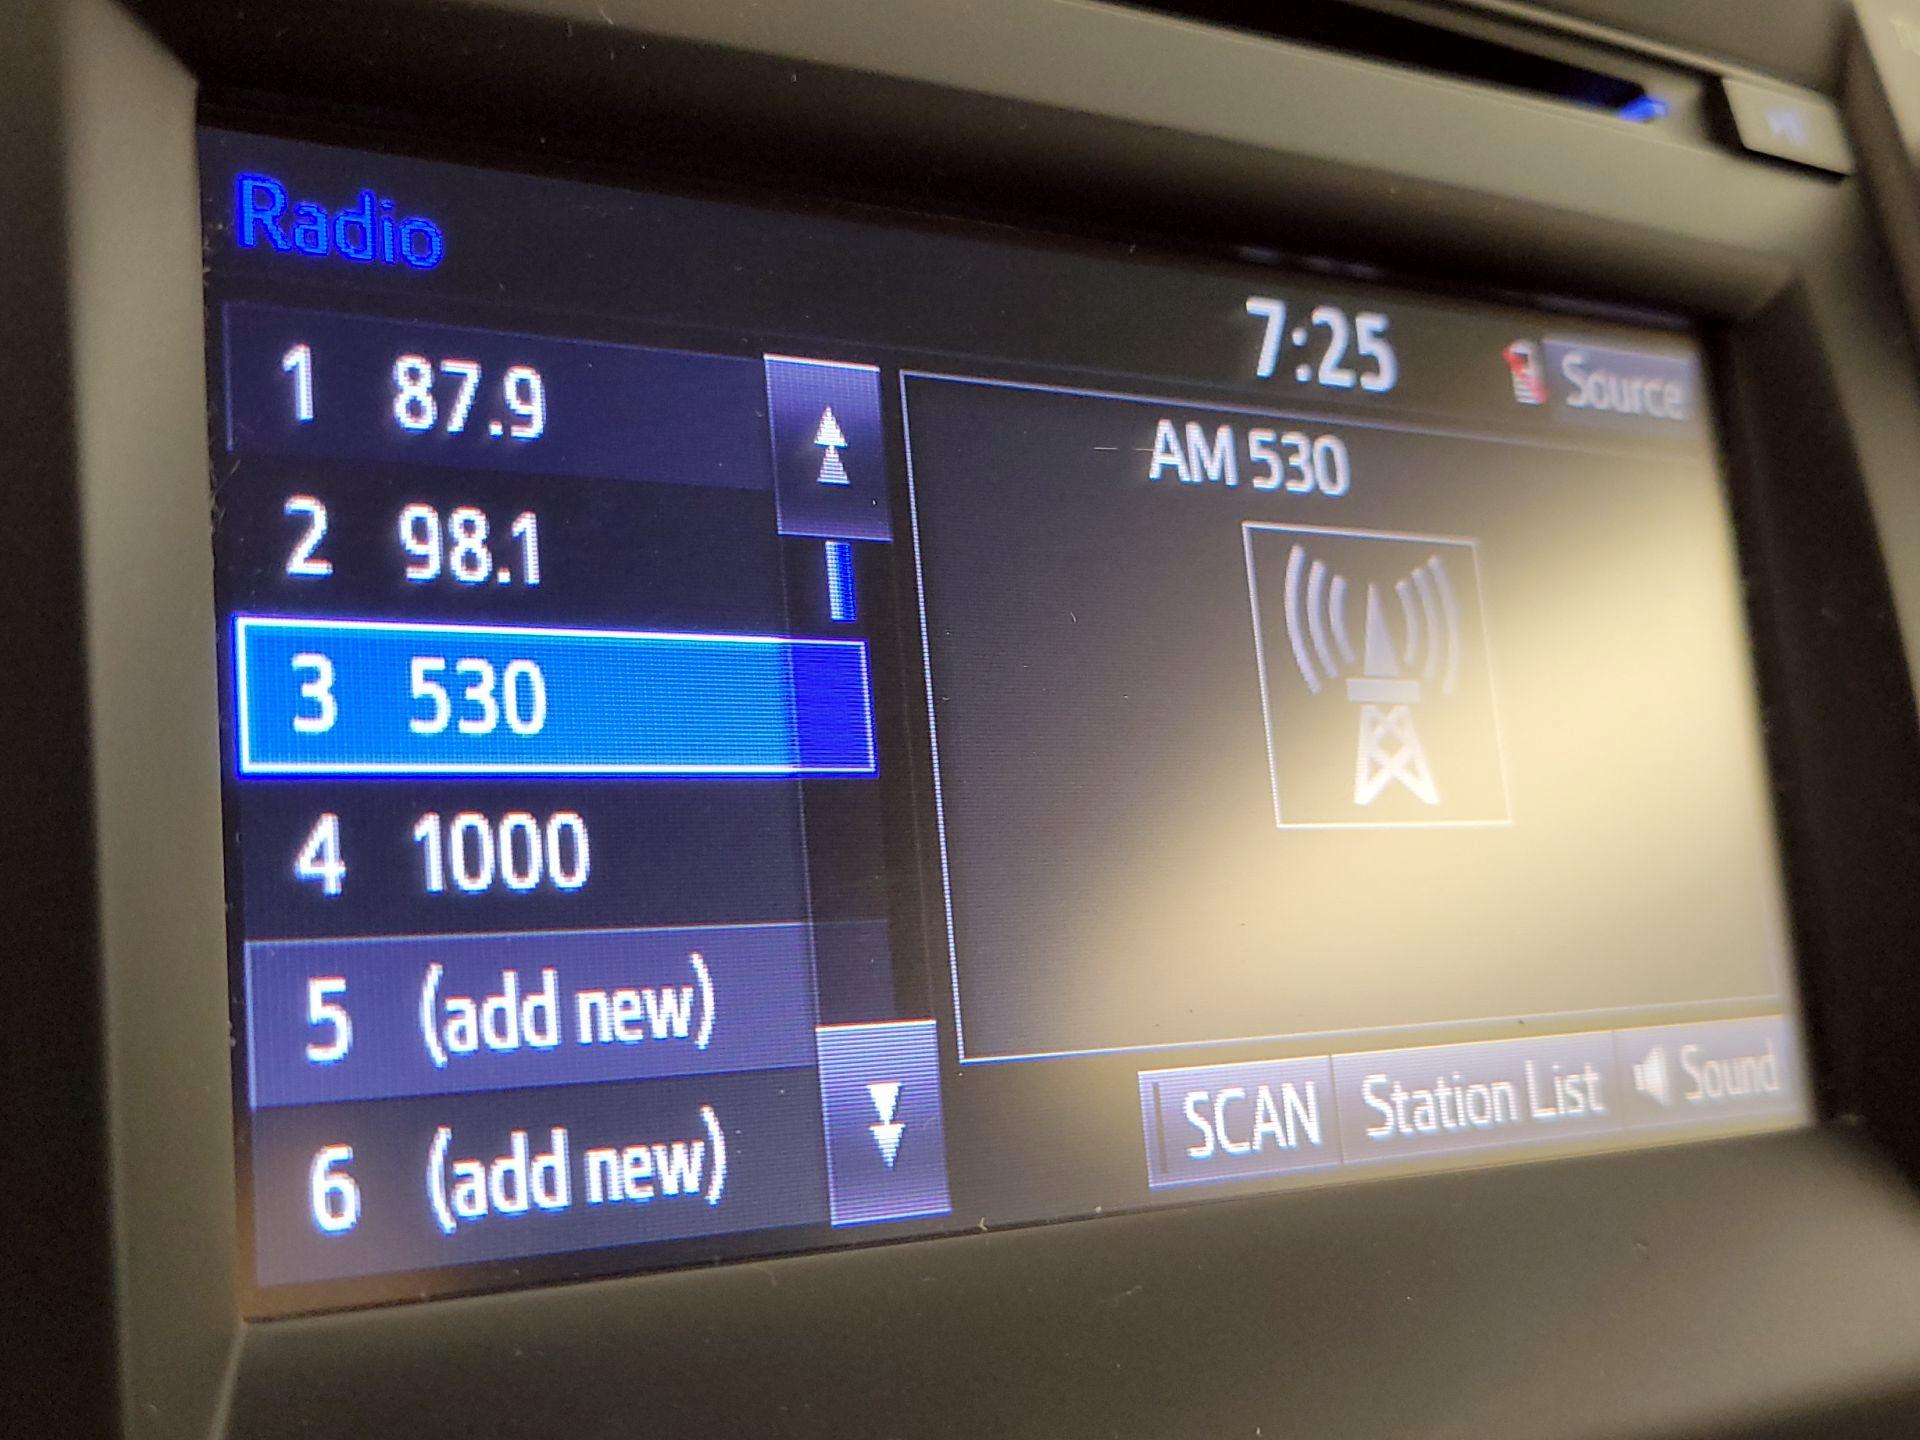 Radio
7:25
Source
1 87.9
2 98.1
3 530
4 1000
5 (add new)
6 (add new)
AM 530
SCAN
Station List
Sound